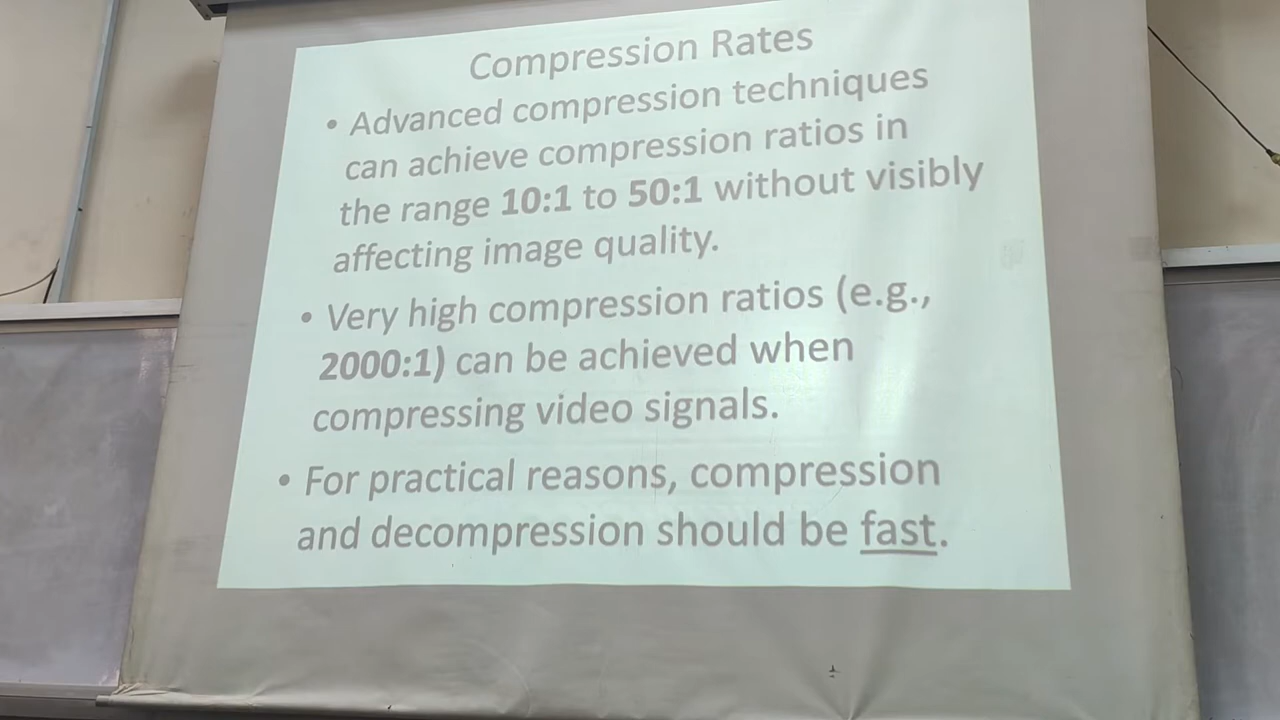 Compression Rates
• Advanced compression techniques
can achieve compression ratios in
the range 10:1 to 50:1 without visibly
affecting image quality.
• Very high compression ratios (e.g.,
2000:1) can be achieved when
compressing video signals.
• For practical reasons, compression
and decompression should be fast.